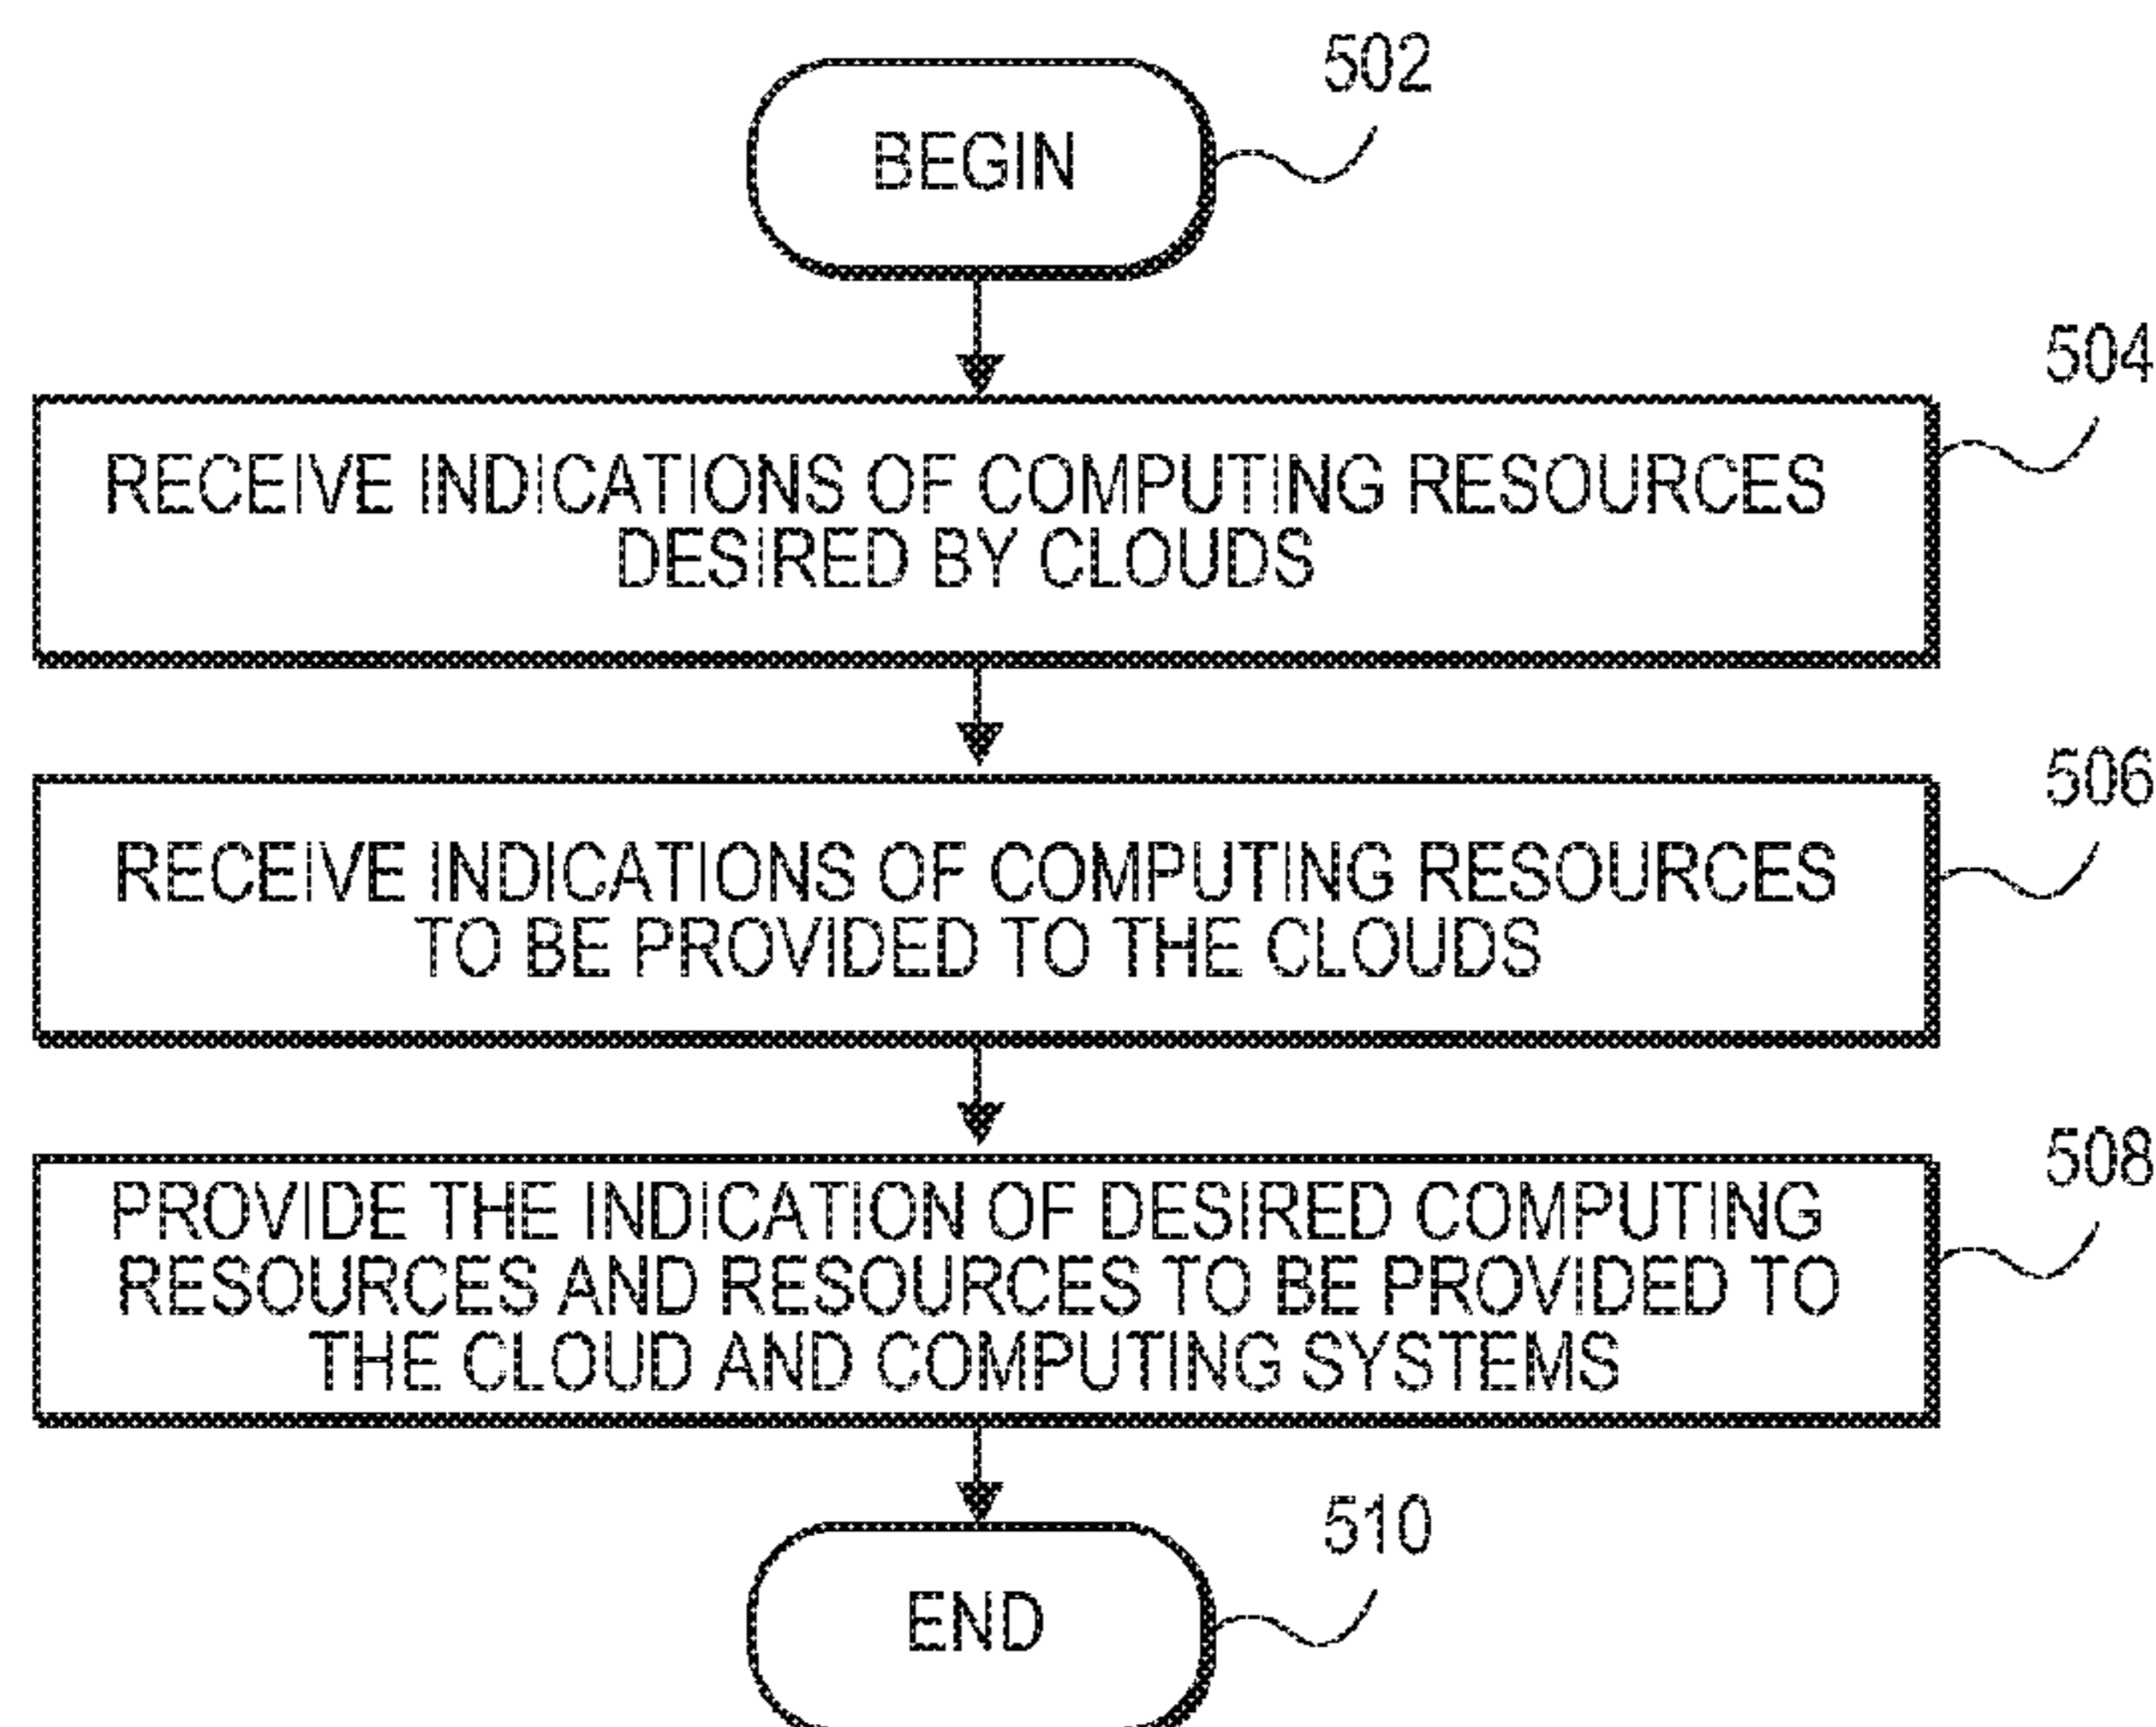 502
BEGIN
504
RECEIVE INDICATIONS OF COMPUTING RESOURCES
DESIRED BY CLOUDS
506
RECEIVE INDICATIONS OF COMPUTING RESOURCES
TO BE PROVIDED TO THE CLOUDS
508
PROVIDE THE INDICATION OF DESIRED COMPUTING
RESOURCES AND RESOURCES TO BE PROVIDED TO
THE CLOUD AND COMPUTING SYSTEMS
510
END